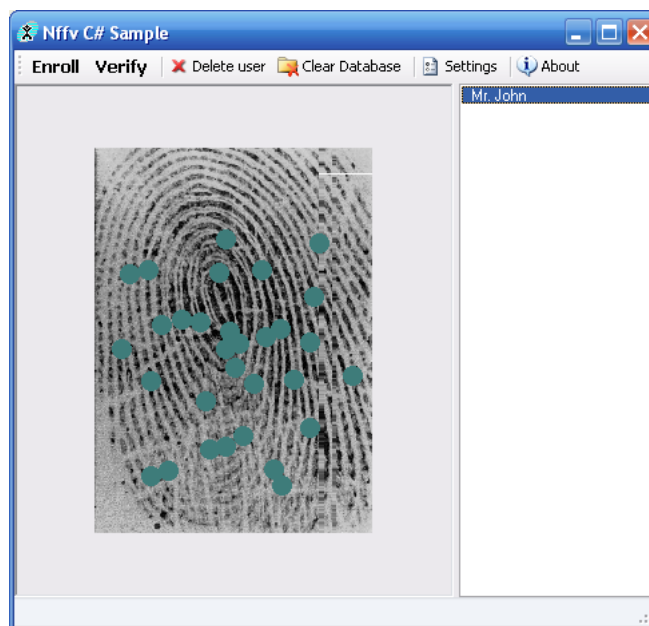 Nffv C# Sample
Enroll Verify Delete user Clear Database Settings About
Mr. John